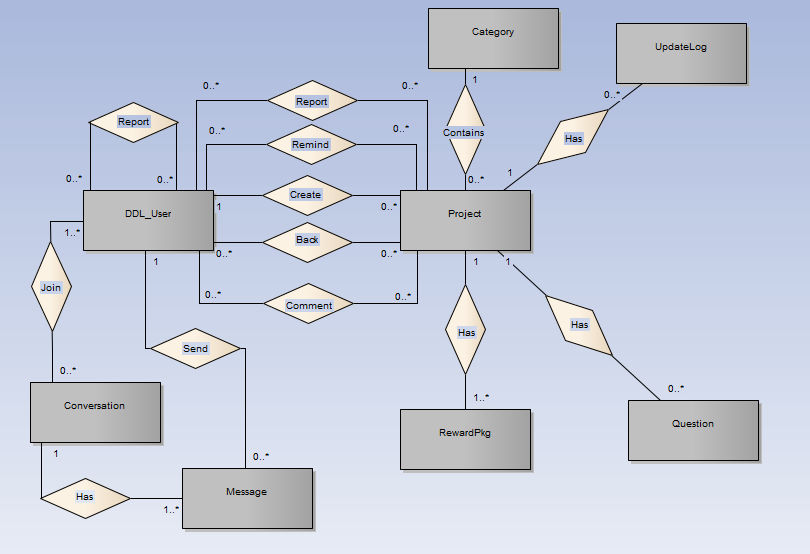 Category
UpdateLog
1
0..*
0..*
Report
0..*
0..*
Report
Contains
Has
0..*
Remind
0..*
1
0..*
0..*
0..*
Create
1
0..*
DDL_User
Project
1..*
Back
0..*
0..*
1
1
1
Join
0..*
Comment
0..*
Has
Has
Send
0..*
1..*
0..*
Conversation
RewardPkg
Question
1
0..*
Has
Message
1..*